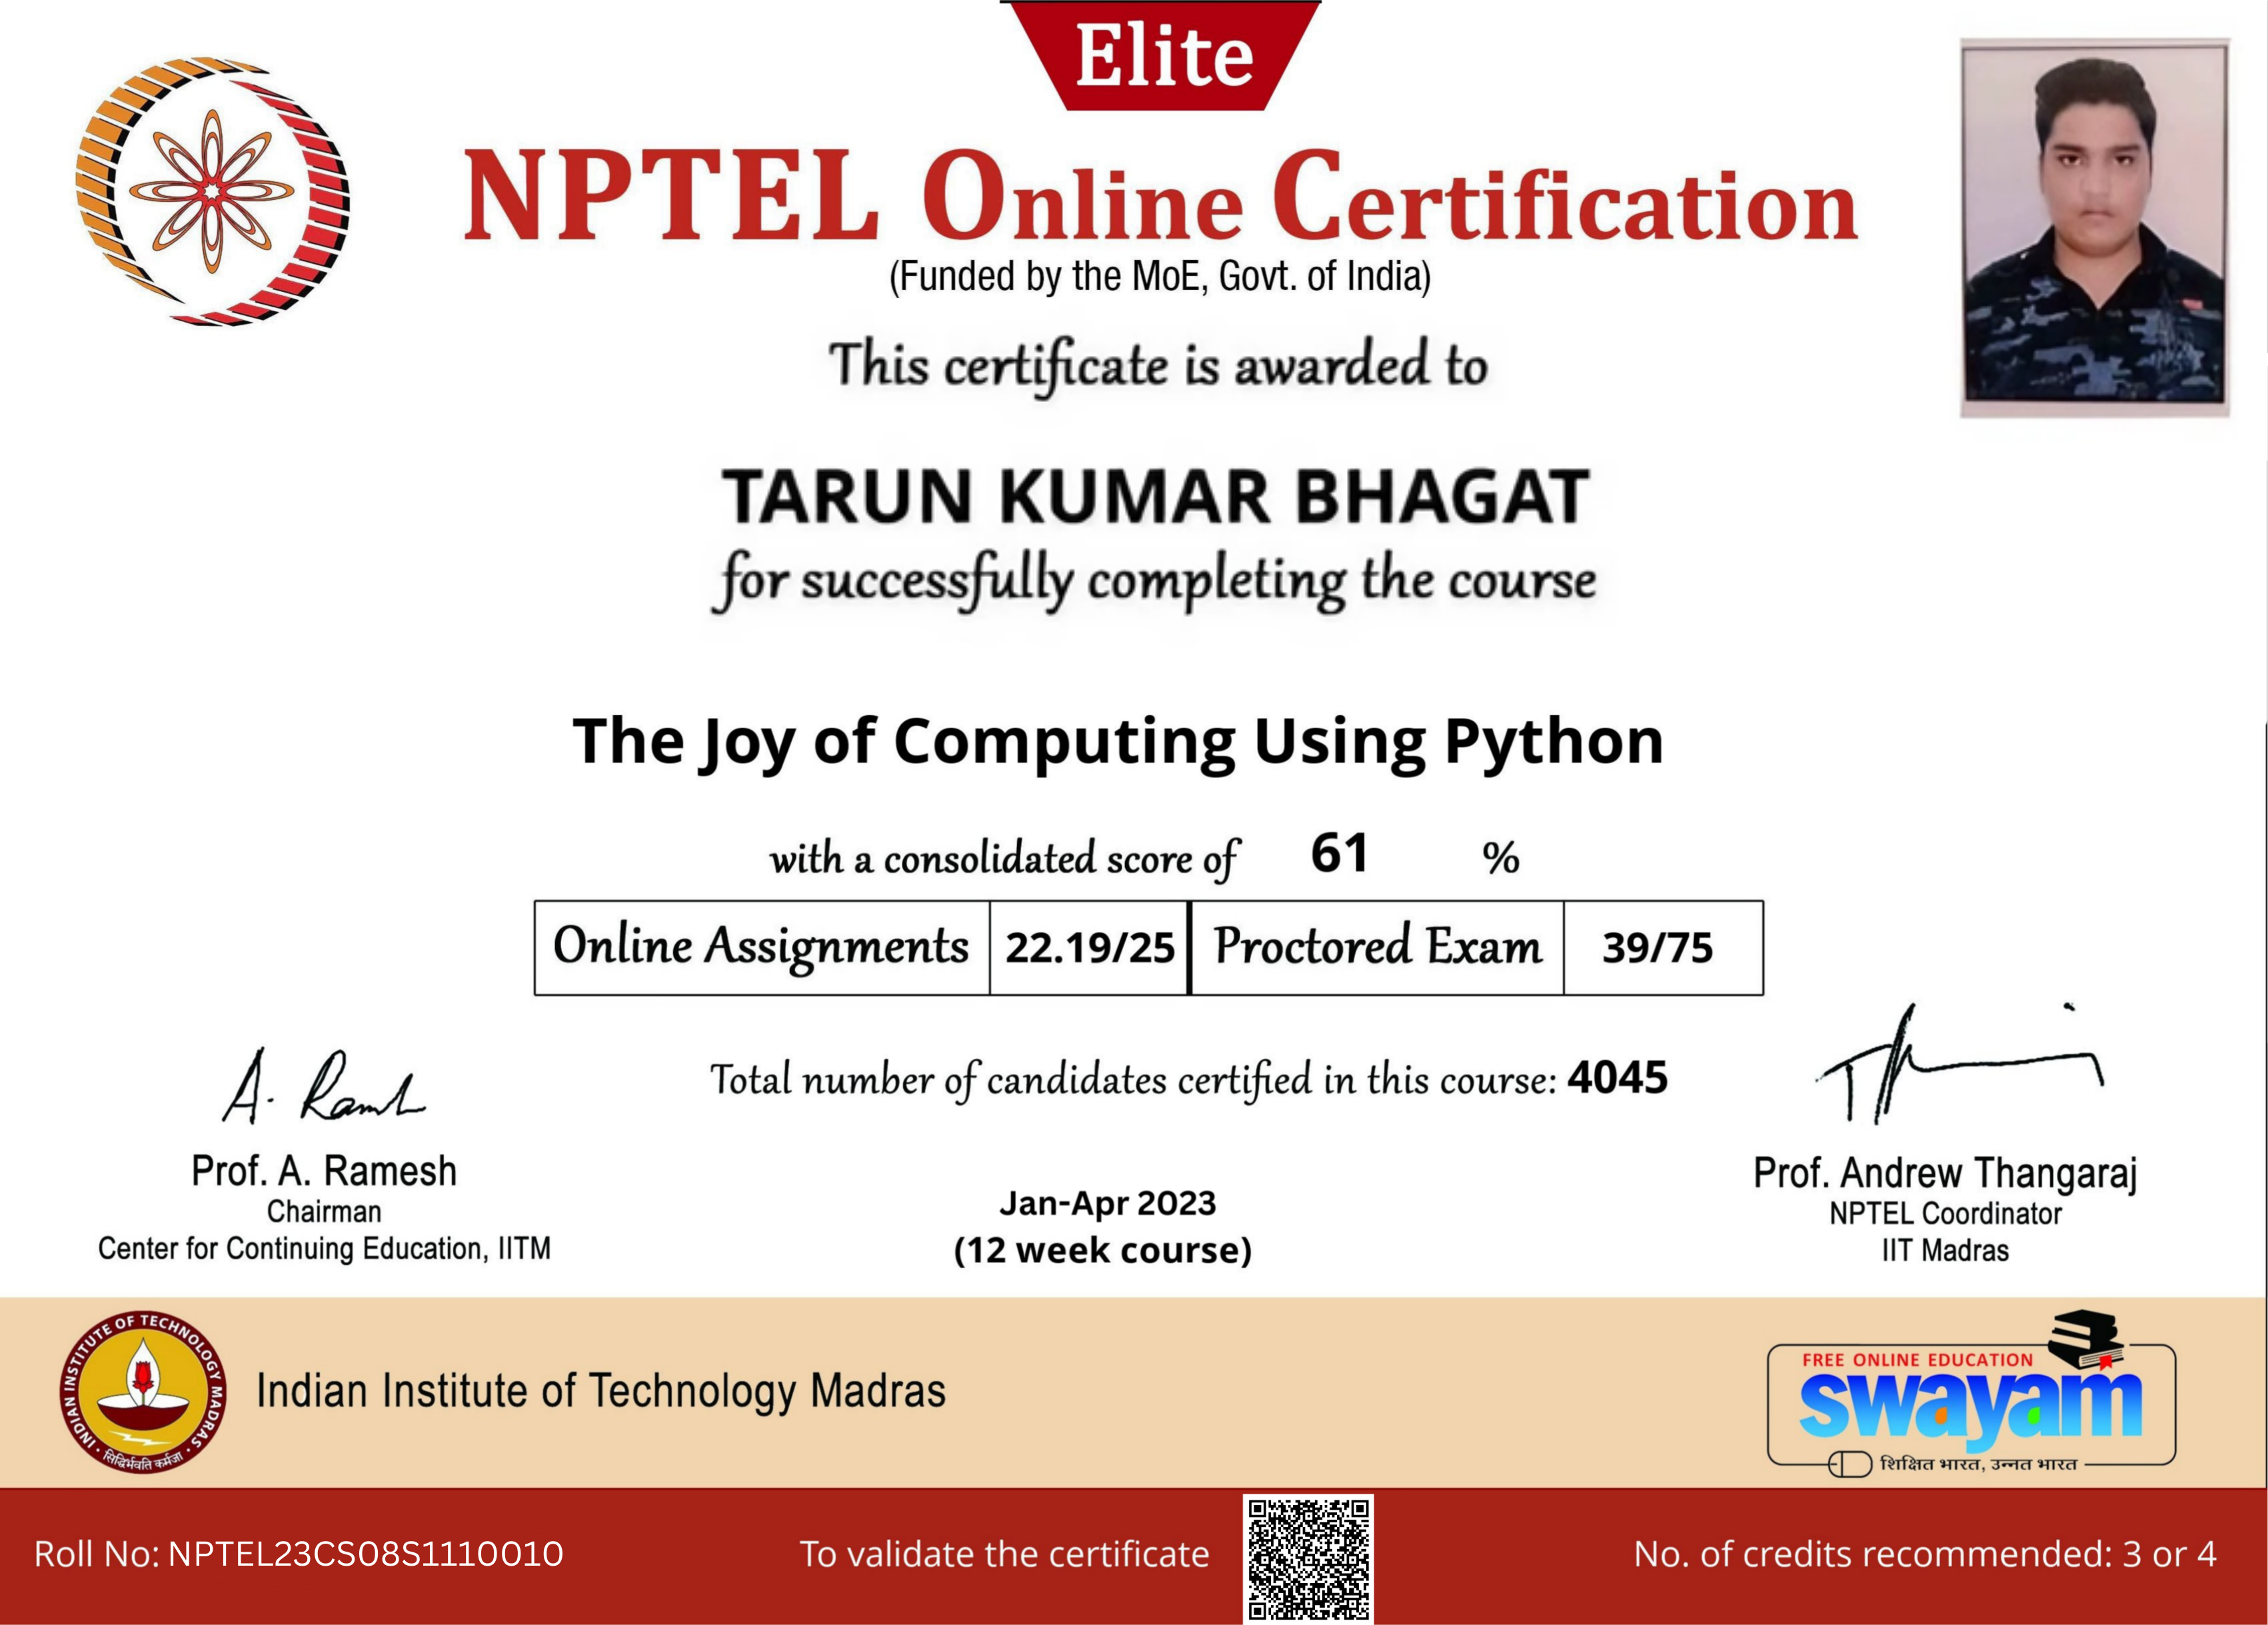 Elite
NPTEL Online Certification
(Funded by the MoE, Govt. of India)
This certificate is awarded to
TARUN KUMAR BHAGAT
for successfully completing the course
The Joy of Computing Using Python
with a consolidated score of 61 %
Online Assignments 22.19/25 Proctored Exam 39/75
Total number of candidates certified in this course: 4045
A. Ramesh
Prof. A. Ramesh
Chairman
Center for Continuing Education, IITM
Jan-Apr 2023
(12 week course)
Prof. Andrew Thangaraj
NPTEL Coordinator
IIT Madras
INDIAN INSTITUTE OF TECHNOLOGY MADRAS
सिद्धिर्भवति कर्मजा
Indian Institute of Technology Madras
FREE ONLINE EDUCATION
swayam
शिक्षित भारत, उन्नत भारत
Roll No: NPTEL23CS08S1110010
To validate the certificate
No. of credits recommended: 3 or 4